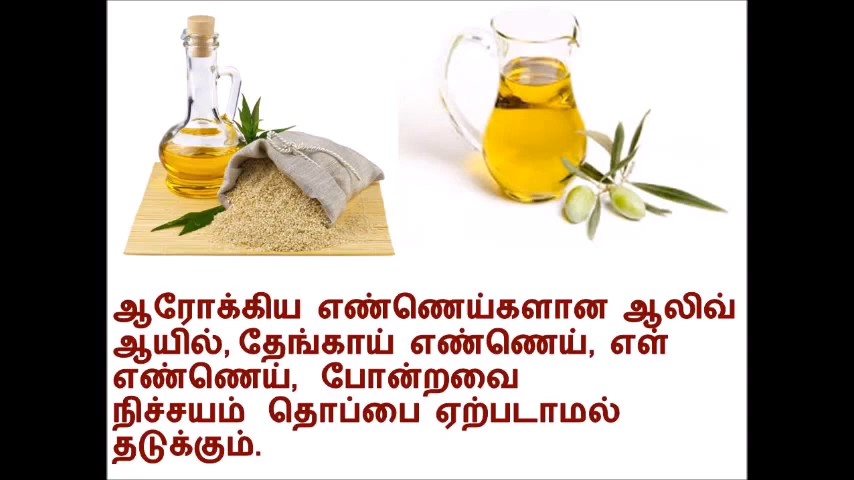 ஆரோக்கிய எண்ணெய்களான ஆலிவ்
ஆயில், தேங்காய் எண்ணெய், எள்
எண்ணெய், போன்றவை
நிச்சயம் தொப்பை ஏற்படாமல்
தடுக்கும்.